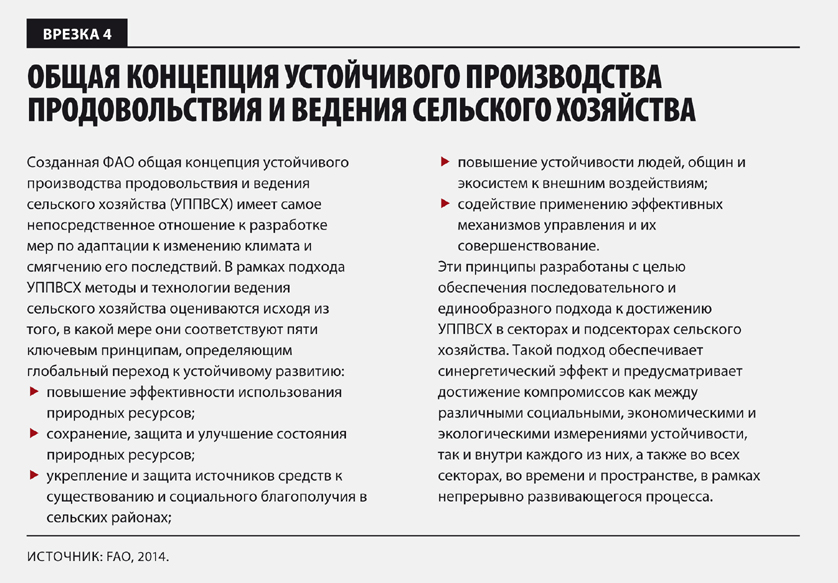 ВРЕЗКА 4
ОБЩАЯ КОНЦЕПЦИЯ УСТОЙЧИВОГО ПРОИЗВОДСТВА
ПРОДОВОЛЬСТВИЯ И ВЕДЕНИЯ СЕЛЬСКОГО ХОЗЯЙСТВА
Созданная ФАО общая концепция устойчивого
производства продовольствия и ведения
сельского хозяйства (УППВСХ) имеет самое
непосредственное отношение к разработке
мер по адаптации к изменению климата и
смягчению его последствий. В рамках подхода
УППВСХ методы и технологии ведения
сельского хозяйства оцениваются исходя из
того, в какой мере они соответствуют пяти
ключевым принципам, определяющим
глобальный переход к устойчивому развитию:
повышение эффективности использования
природных ресурсов;
сохранение, защита и улучшение состояния
природных ресурсов;
укрепление и защита источников средств к
существованию и социального благополучия в
сельских районах;
повышение устойчивости людей, общин и
экосистем к внешним воздействиям;
содействие применению эффективных
механизмов управления и их
совершенствование.
Эти принципы разработаны с целью
обеспечения последовательного и
единообразного подхода к достижению
УППВСХ в секторах и подсекторах сельского
хозяйства. Такой подход обеспечивает
синергетический эффект и предусматривает
достижение компромиссов как между
различными социальными, экономическими и
экологическими измерениями устойчивости,
так и внутри каждого из них, а также во всех
секторах, во времени и пространстве, в рамках
непрерывно развивающегося процесса.
ИСТОЧНИК: FAO, 2014.